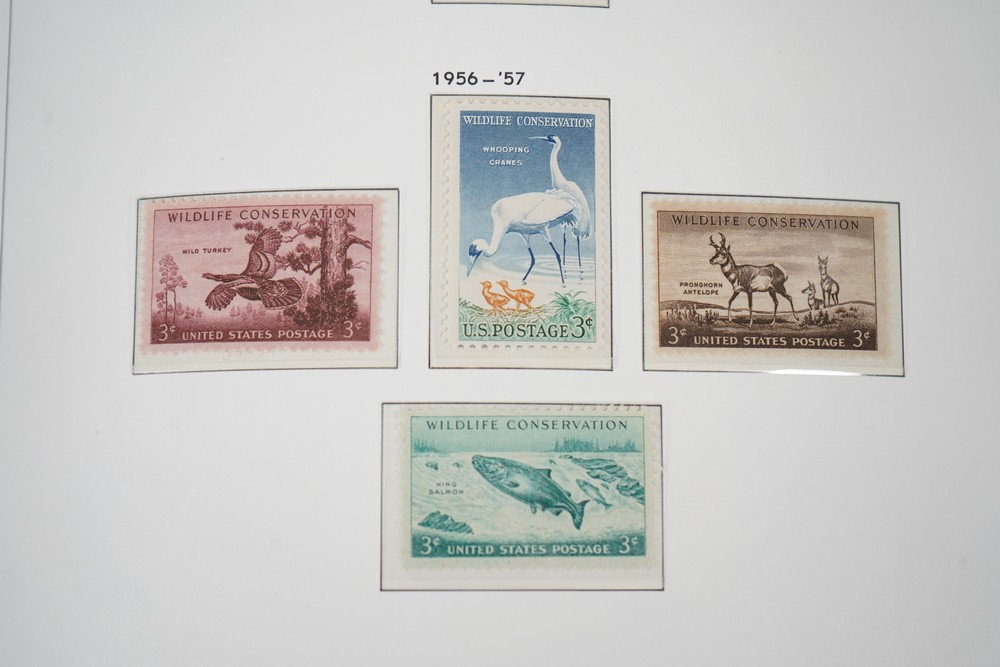 1956 – '57
WILDLIFE CONSERVATION
WILD TURKEY
3¢ UNITED STATES POSTAGE 3¢
WILDLIFE CONSERVATION
WHOOPING
CRANES
U.S. POSTAGE 3¢
WILDLIFE CONSERVATION
PRONGHORN
ANTELOPE
3¢ UNITED STATES POSTAGE 3¢
WILDLIFE CONSERVATION
KING
SALMON
3¢ UNITED STATES POSTAGE 3¢